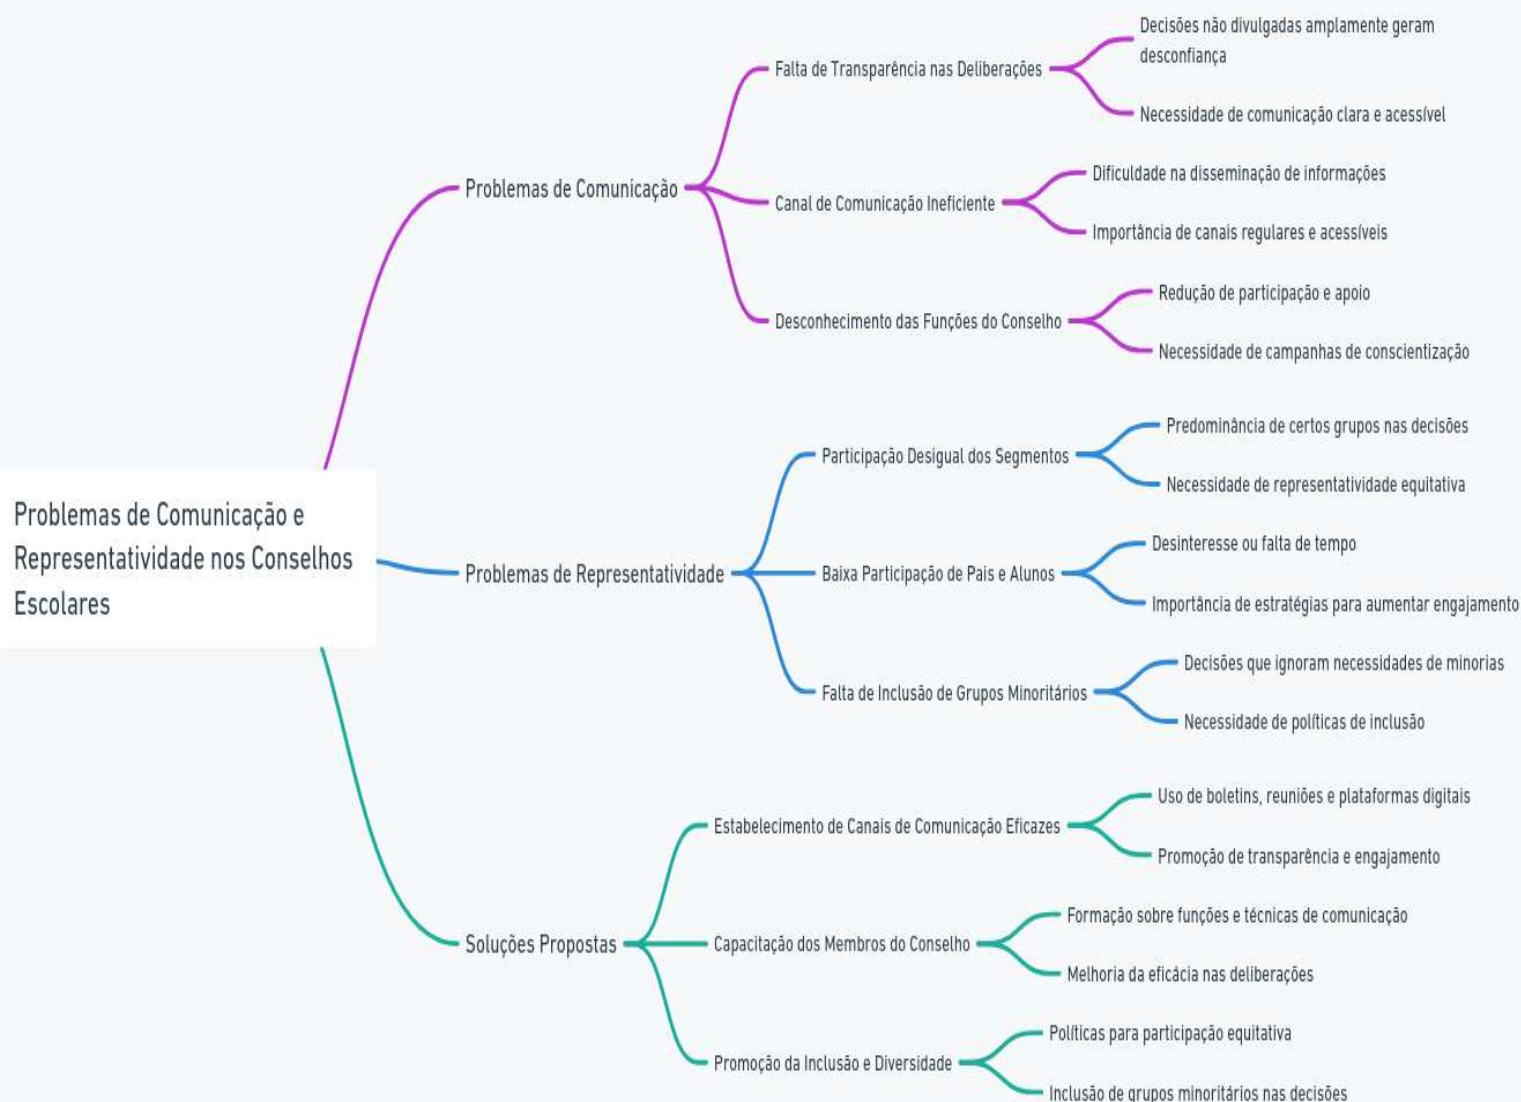 Problemas de Comunicação e
Representatividade nos Conselhos
Escolares
Problemas de Comunicação
Falta de Transparência nas Deliberações
Decisões não divulgadas amplamente geram
desconfiança
Necessidade de comunicação clara e acessível
Canal de Comunicação Ineficiente
Dificuldade na disseminação de informações
Importância de canais regulares e acessíveis
Desconhecimento das Funções do Conselho
Redução de participação e apoio
Necessidade de campanhas de conscientização
Problemas de Representatividade
Participação Desigual dos Segmentos
Predominância de certos grupos nas decisões
Necessidade de representatividade equitativa
Baixa Participação de Pais e Alunos
Desinteresse ou falta de tempo
Importância de estratégias para aumentar engajamento
Falta de Inclusão de Grupos Minoritários
Decisões que ignoram necessidades de minorias
Necessidade de políticas de inclusão
Soluções Propostas
Estabelecimento de Canais de Comunicação Eficazes
Uso de boletins, reuniões e plataformas digitais
Promoção de transparência e engajamento
Capacitação dos Membros do Conselho
Formação sobre funções e técnicas de comunicação
Melhoria da eficácia nas deliberações
Promoção da Inclusão e Diversidade
Políticas para participação equitativa
Inclusão de grupos minoritários nas decisões